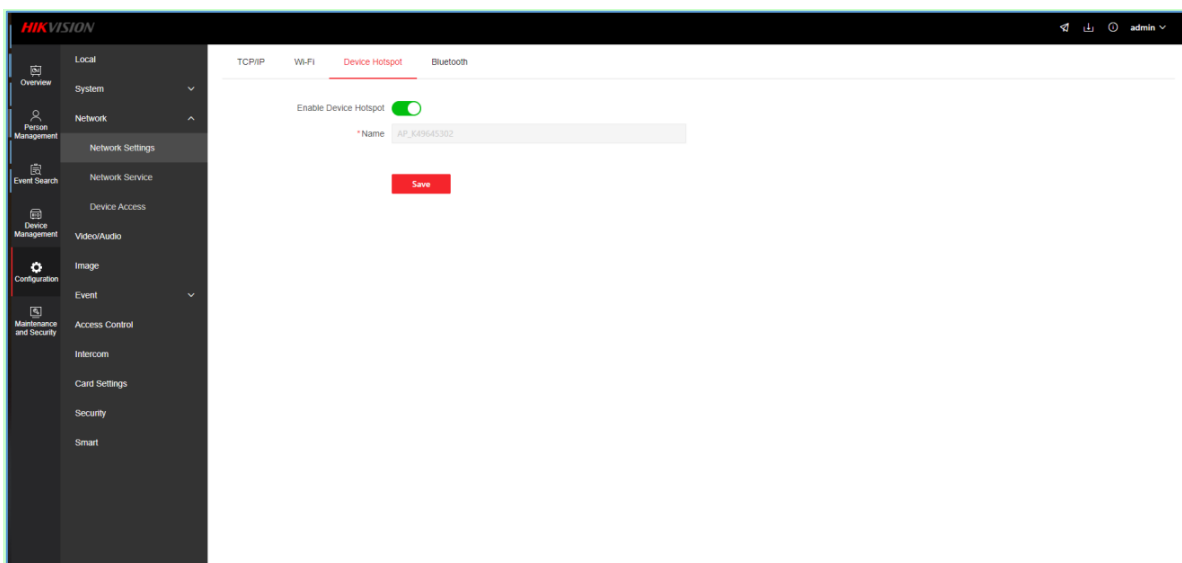 HIKVISION
admin
Overview
Person
Management
Event Search
Device
Management
Configuration
Maintenance
and Security
Local
System
Network
Network Settings
Network Service
Device Access
Video/Audio
Image
Event
Access Control
Intercom
Card Settings
Security
Smart
TCP/IP Wi-Fi Device Hotspot Bluetooth
Enable Device Hotspot
*Name AP_K49645302
Save